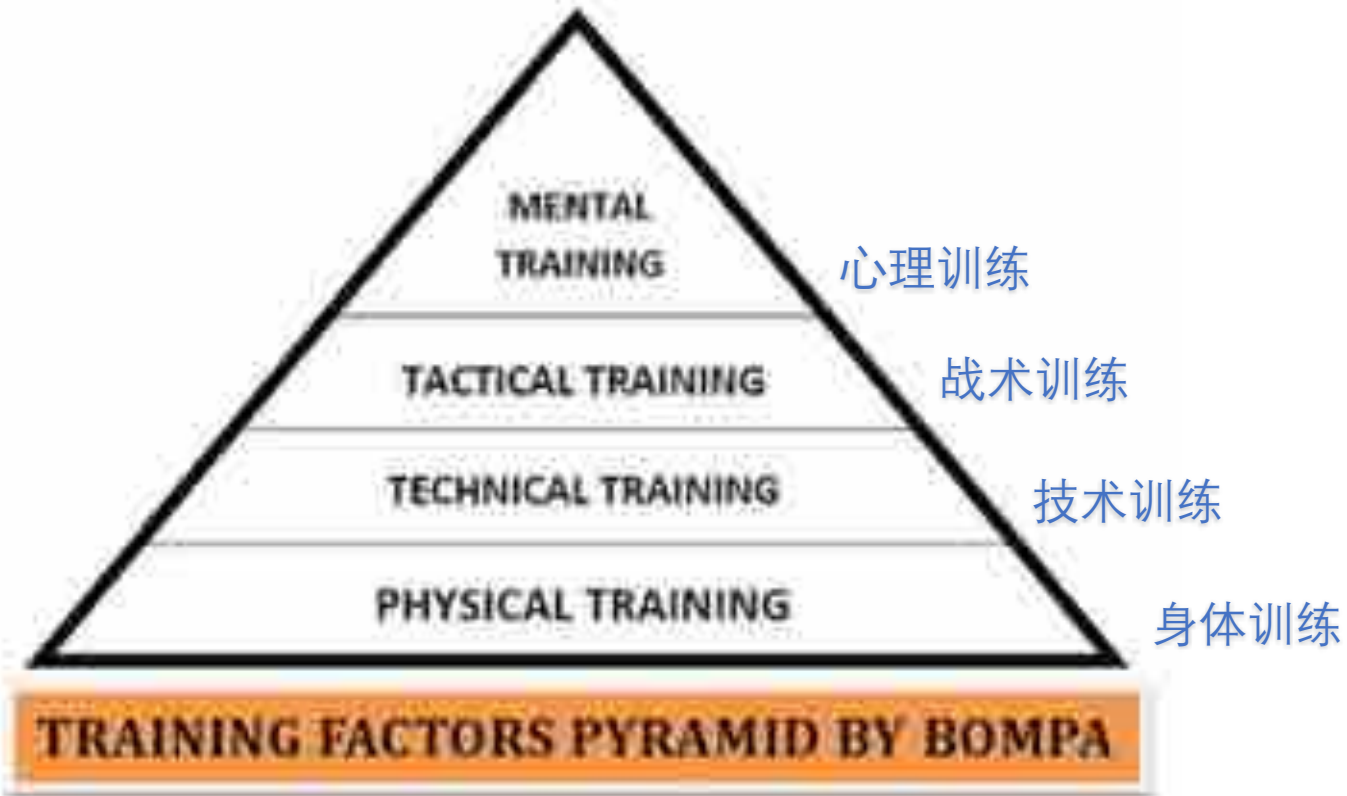 MENTAL
TRAINING
心理训练
TACTICAL TRAINING
战术训练
TECHNICAL TRAINING
技术训练
PHYSICAL TRAINING
身体训练
TRAINING FACTORS PYRAMID BY BOMPA